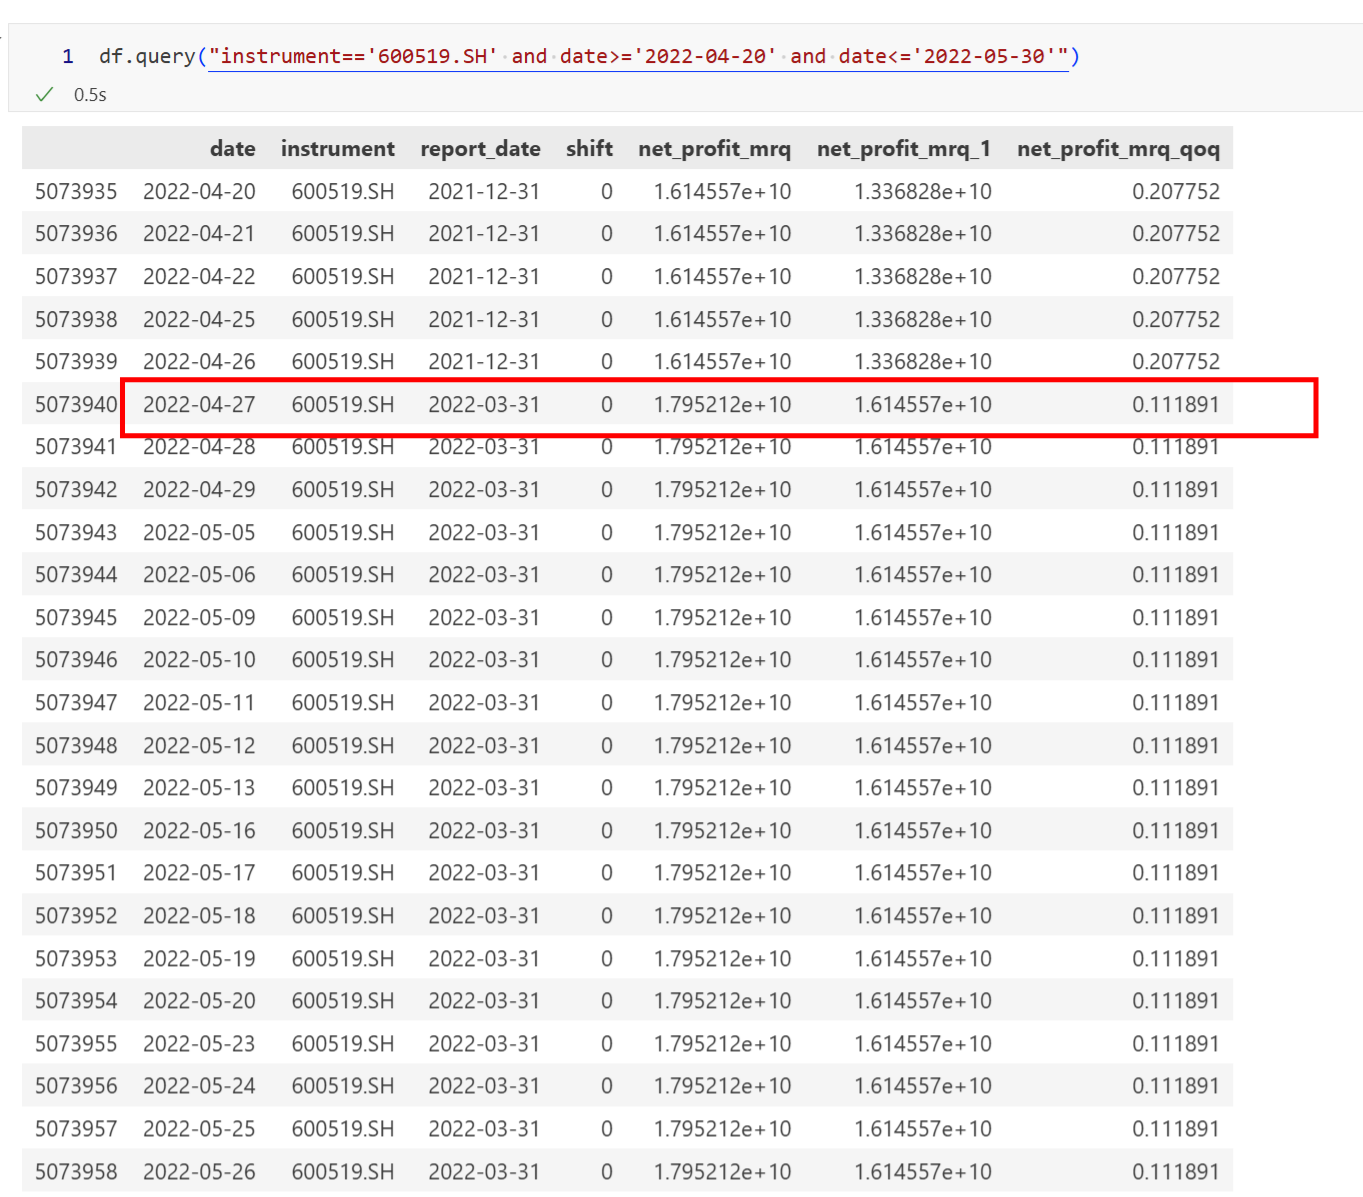 1 df.query("instrument=='600519.SH' and date>='2022-04-20' and date<='2022-05-30'")
0.5s
date instrument report_date shift net_profit_mrq net_profit_mrq_1 net_profit_mrq_qoq
5073935 2022-04-20 600519.SH 2021-12-31 0 1.614557e+10 1.336828e+10 0.207752
5073936 2022-04-21 600519.SH 2021-12-31 0 1.614557e+10 1.336828e+10 0.207752
5073937 2022-04-22 600519.SH 2021-12-31 0 1.614557e+10 1.336828e+10 0.207752
5073938 2022-04-25 600519.SH 2021-12-31 0 1.614557e+10 1.336828e+10 0.207752
5073939 2022-04-26 600519.SH 2021-12-31 0 1.614557e+10 1.336828e+10 0.207752
5073940 2022-04-27 600519.SH 2022-03-31 0 1.795212e+10 1.614557e+10 0.111891
5073941 2022-04-28 600519.SH 2022-03-31 0 1.795212e+10 1.614557e+10 0.111891
5073942 2022-04-29 600519.SH 2022-03-31 0 1.795212e+10 1.614557e+10 0.111891
5073943 2022-05-05 600519.SH 2022-03-31 0 1.795212e+10 1.614557e+10 0.111891
5073944 2022-05-06 600519.SH 2022-03-31 0 1.795212e+10 1.614557e+10 0.111891
5073945 2022-05-09 600519.SH 2022-03-31 0 1.795212e+10 1.614557e+10 0.111891
5073946 2022-05-10 600519.SH 2022-03-31 0 1.795212e+10 1.614557e+10 0.111891
5073947 2022-05-11 600519.SH 2022-03-31 0 1.795212e+10 1.614557e+10 0.111891
5073948 2022-05-12 600519.SH 2022-03-31 0 1.795212e+10 1.614557e+10 0.111891
5073949 2022-05-13 600519.SH 2022-03-31 0 1.795212e+10 1.614557e+10 0.111891
5073950 2022-05-16 600519.SH 2022-03-31 0 1.795212e+10 1.614557e+10 0.111891
5073951 2022-05-17 600519.SH 2022-03-31 0 1.795212e+10 1.614557e+10 0.111891
5073952 2022-05-18 600519.SH 2022-03-31 0 1.795212e+10 1.614557e+10 0.111891
5073953 2022-05-19 600519.SH 2022-03-31 0 1.795212e+10 1.614557e+10 0.111891
5073954 2022-05-20 600519.SH 2022-03-31 0 1.795212e+10 1.614557e+10 0.111891
5073955 2022-05-23 600519.SH 2022-03-31 0 1.795212e+10 1.614557e+10 0.111891
5073956 2022-05-24 600519.SH 2022-03-31 0 1.795212e+10 1.614557e+10 0.111891
5073957 2022-05-25 600519.SH 2022-03-31 0 1.795212e+10 1.614557e+10 0.111891
5073958 2022-05-26 600519.SH 2022-03-31 0 1.795212e+10 1.614557e+10 0.111891